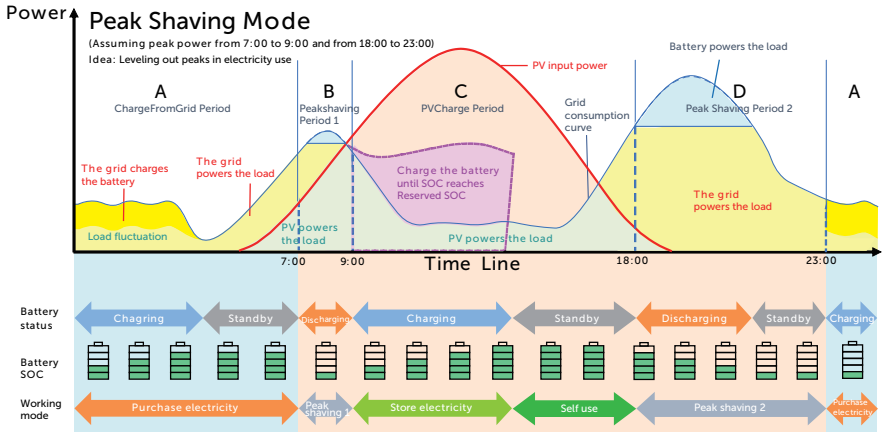 Power
Peak Shaving Mode
(Assuming peak power from 7:00 to 9:00 and from 18:00 to 23:00)
Idea: Leveling out peaks in electricity use
A
ChargeFromGrid Period
B
Peakshaving
Period 1
C
PVCharge Period
PV input power
Grid
consumption
curve
Battery powers the load
D
Peak Shaving Period 2
A
The grid charges
the battery
The grid
powers the load
Load fluctuation
PV powers
the load
Charge the battery
until SOC reaches
Reserved SOC
PV powers the load
The grid
powers the load
7:00
9:00
Time Line
18:00
23:00
Battery
status
Chagring
Standby
Discharging
Charging
Standby
Discharging
Standby
Charging
Battery
SOC
Working
mode
Purchase electricity
Peak
shaving 1
Store electricity
Self use
Peak shaving 2
Purchase
electricity